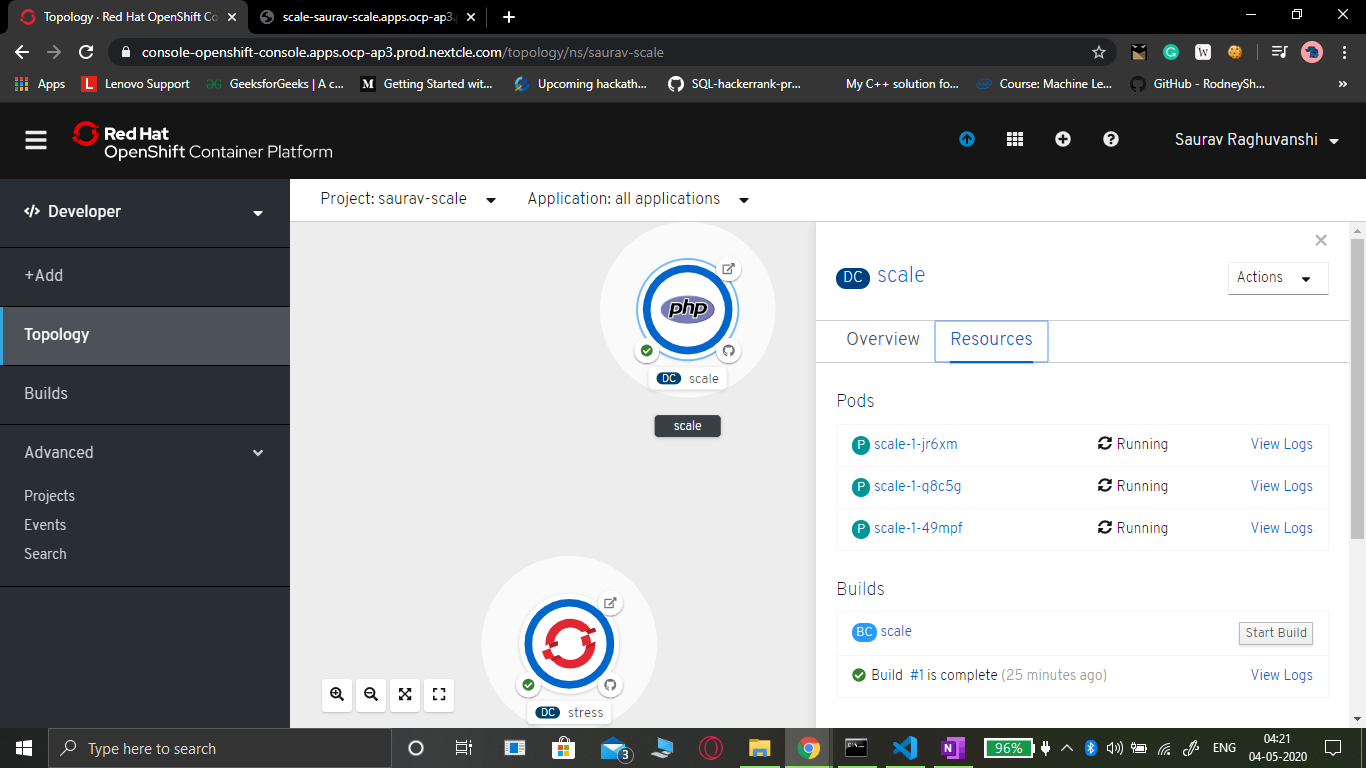 Topology · Red Hat OpenShift Co
scale-saurav-scale.apps.ocp-ap3.
console-openshift-console.apps.ocp-ap3.prod.nextcle.com/topology/ns/saurav-scale
Apps
Lenovo Support
GeeksforGeeks | A c...
Getting Started wit...
Upcoming hackath...
SQL-hackerrank-pr...
My C++ solution fo...
Course: Machine Le...
GitHub - RodneySh...
Red Hat
OpenShift Container Platform
Saurav Raghuvanshi
Developer
+Add
Topology
Builds
Advanced
Projects
Events
Search
Project: saurav-scale
Application: all applications
php
DC scale
scale
DC stress
DC scale
Actions
Overview
Resources
Pods
P scale-1-jr6xm Running View Logs
P scale-1-q8c5g Running View Logs
P scale-1-49mpf Running View Logs
Builds
BC scale Start Build
Build #1 is complete (25 minutes ago) View Logs
Type here to search
3
96%
ENG
04:21
04-05-2020